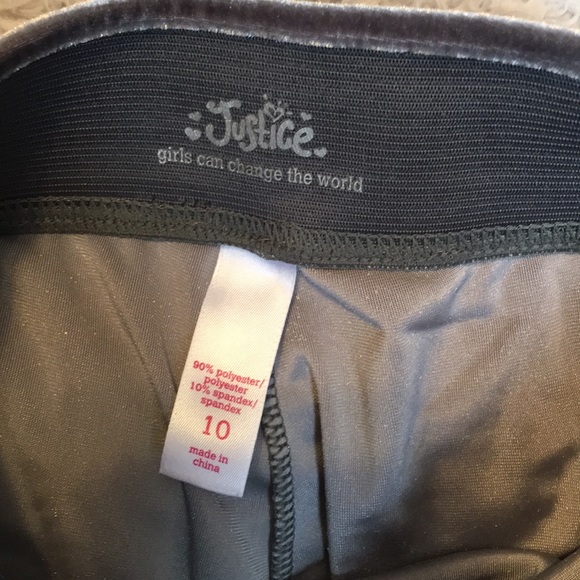 Justice
girls can change the world
90% polyester/
polyester
10% spandex/
spandex
10
made in
china